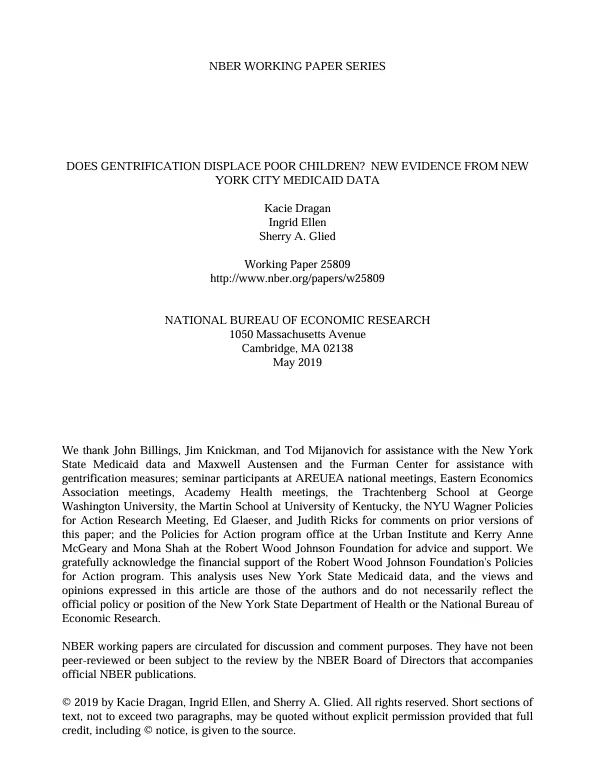 NBER WORKING PAPER SERIES
DOES GENTRIFICATION DISPLACE POOR CHILDREN? NEW EVIDENCE FROM NEW
YORK CITY MEDICAID DATA
Kacie Dragan
Ingrid Ellen
Sherry A. Glied
Working Paper 25809
http://www.nber.org/papers/w25809
NATIONAL BUREAU OF ECONOMIC RESEARCH
1050 Massachusetts Avenue
Cambridge, MA 02138
May 2019
We thank John Billings, Jim Knickman, and Tod Mijanovich for assistance with the New York
State Medicaid data and Maxwell Austensen and the Furman Center for assistance with
gentrification measures; seminar participants at AREUEA national meetings, Eastern Economics
Association meetings, Academy Health meetings, the Trachtenberg School at George
Washington University, the Martin School at University of Kentucky, the NYU Wagner Policies
for Action Research Meeting, Ed Glaeser, and Judith Ricks for comments on prior versions of
this paper; and the Policies for Action program office at the Urban Institute and Kerry Anne
McGeary and Mona Shah at the Robert Wood Johnson Foundation for advice and support. We
gratefully acknowledge the financial support of the Robert Wood Johnson Foundation's Policies
for Action program. This analysis uses New York State Medicaid data, and the views and
opinions expressed in this article are those of the authors and do not necessarily reflect the
official policy or position of the New York State Department of Health or the National Bureau of
Economic Research.
NBER working papers are circulated for discussion and comment purposes. They have not been
peer-reviewed or been subject to the review by the NBER Board of Directors that accompanies
official NBER publications.
© 2019 by Kacie Dragan, Ingrid Ellen, and Sherry A. Glied. All rights reserved. Short sections of
text, not to exceed two paragraphs, may be quoted without explicit permission provided that full
credit, including © notice, is given to the source.